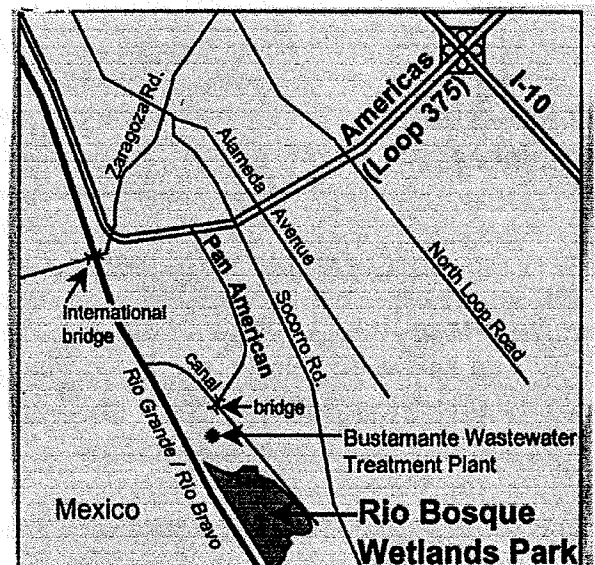 Zaragoza Rd.
Americas
(Loop 375)
I-10
Alameda
Avenue
Pan American
North Loop Road
Socorro Rd.
International
bridge
canal
bridge
Rio Grande / Rio Bravo
Bustamante Wastewater
Treatment Plant
Mexico
Rio Bosque
Wetlands Park